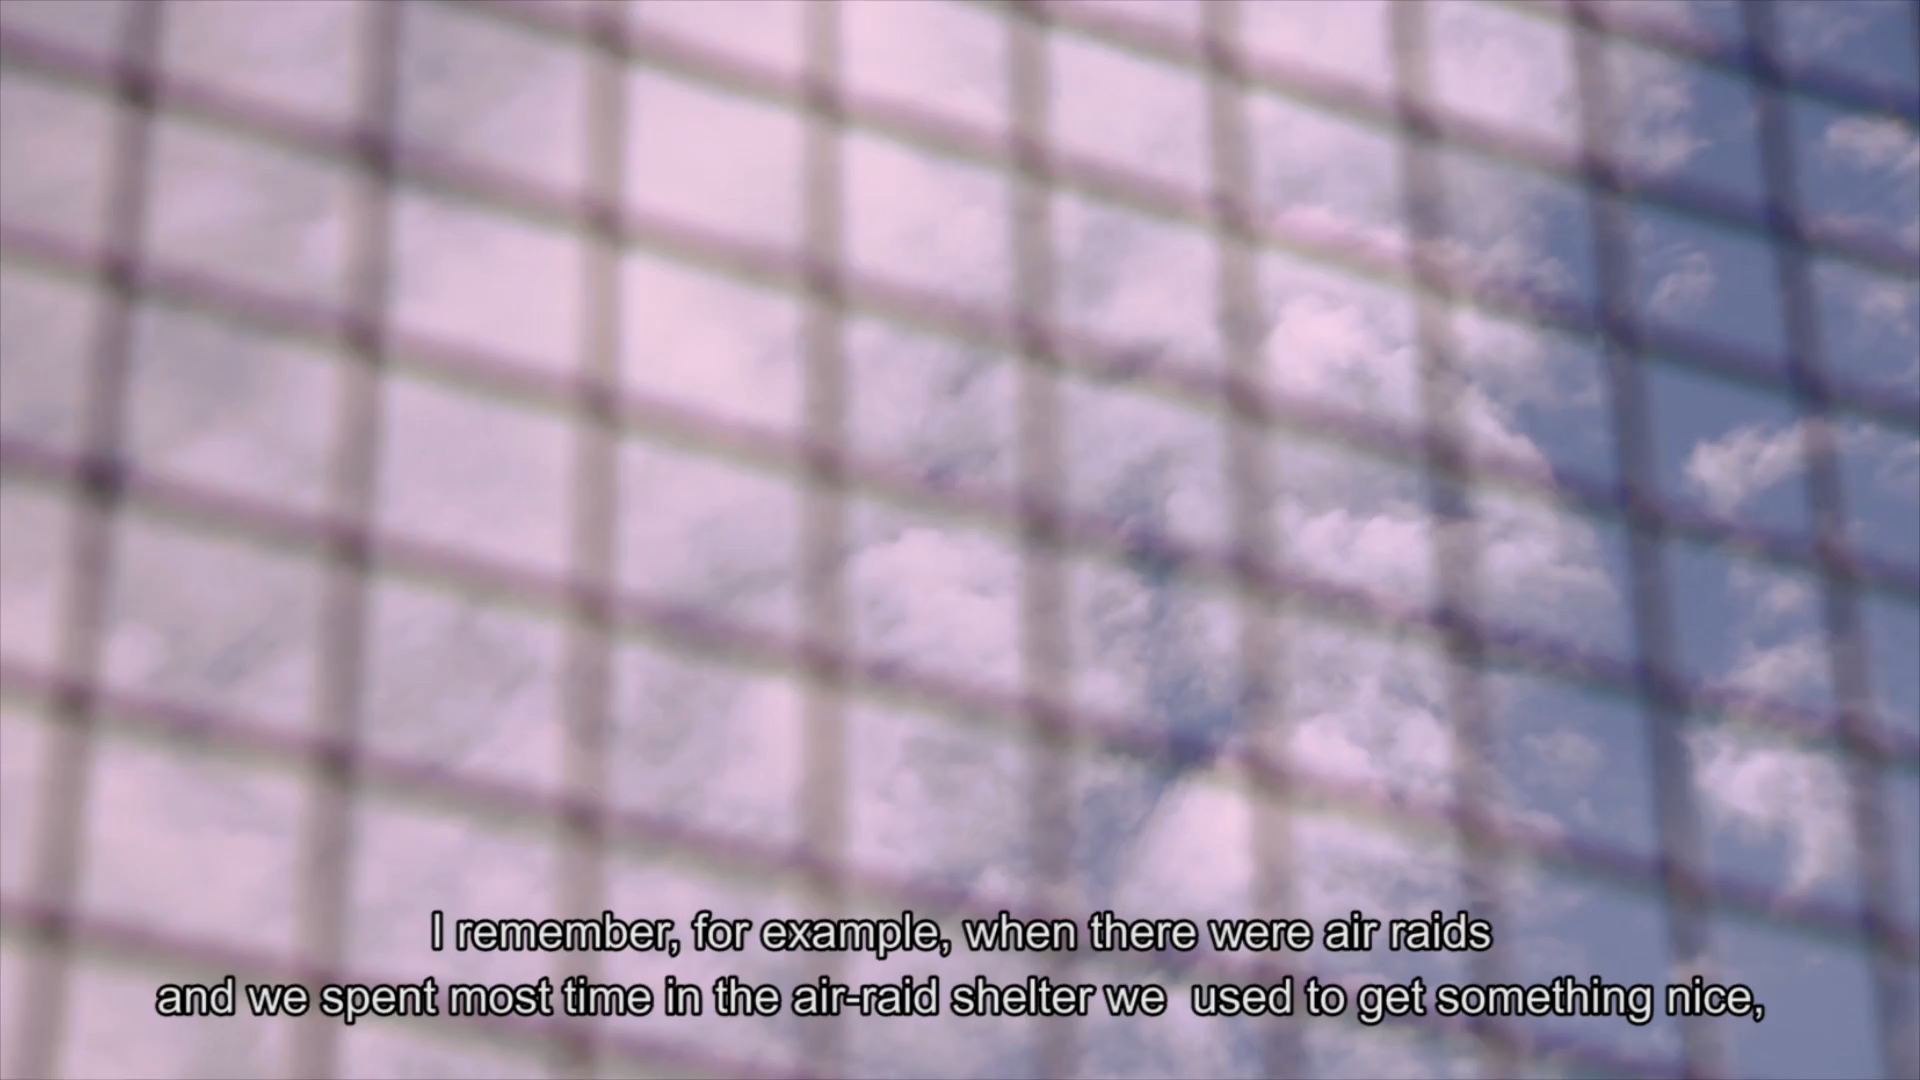 I remember, for example, when there were air raids
and we spent most time in the air-raid shelter we  used to get something nice,